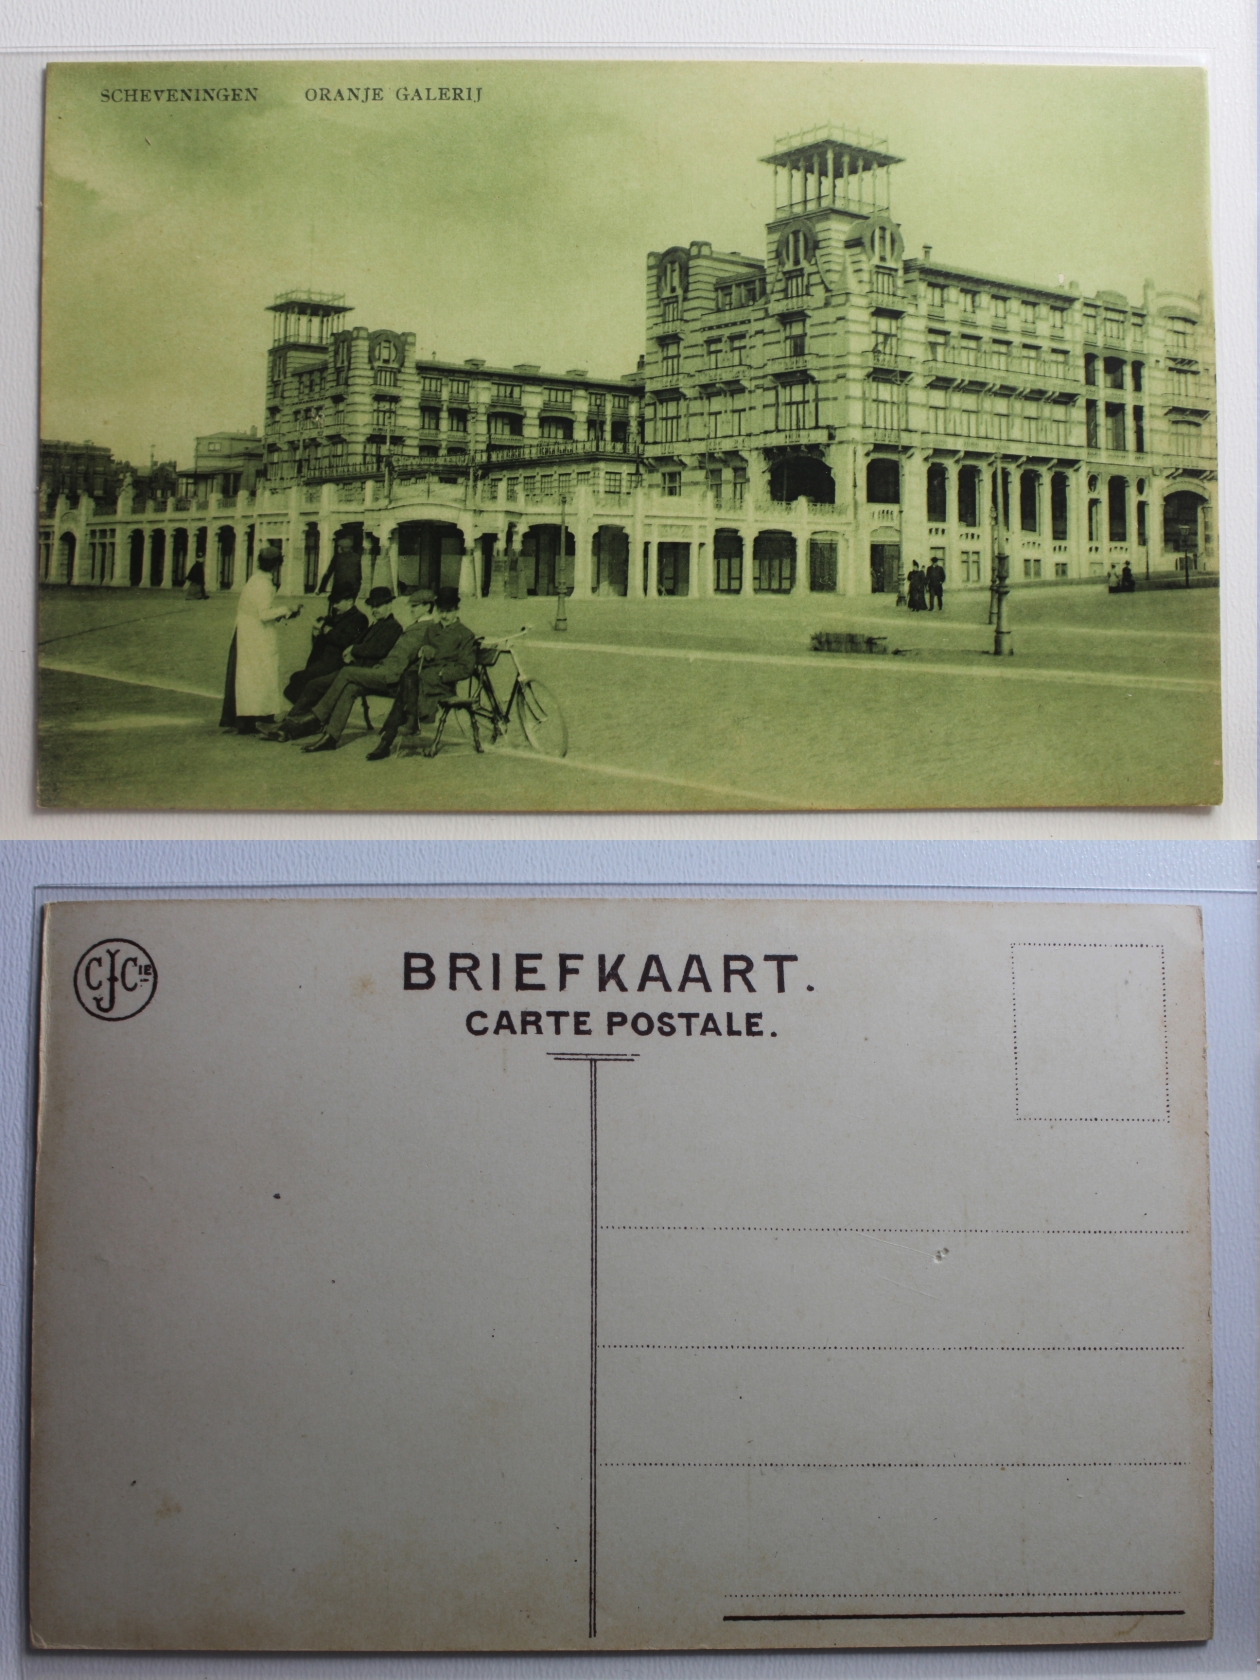 SCHEVENINGEN ORANJE GALERIJ
CJCIE
BRIEFKAART.
CARTE POSTALE.